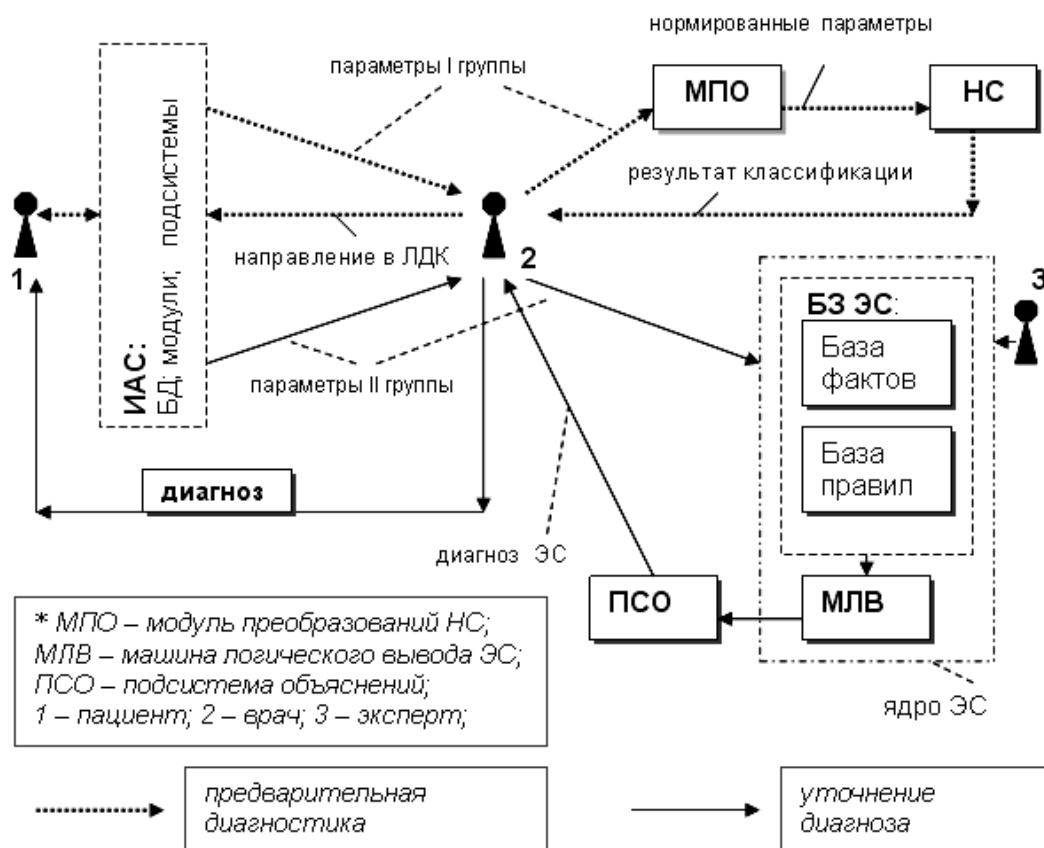 нормированные параметры
параметры I группы
МПО
НС
результат классификации
ИАС:
БД; модули; подсистемы
1
направление в ЛДК
2
3
БЗ ЭС:
База
фактов
База
правил
параметры II группы
диагноз
диагноз ЭС
ПСО
МЛВ
ядро ЭС
* МПО – модуль преобразований НС;
МЛВ – машина логического вывода ЭС;
ПСО – подсистема объяснений;
1 – пациент; 2 – врач; 3 – эксперт;
предварительная
диагностика
уточнение
диагноза